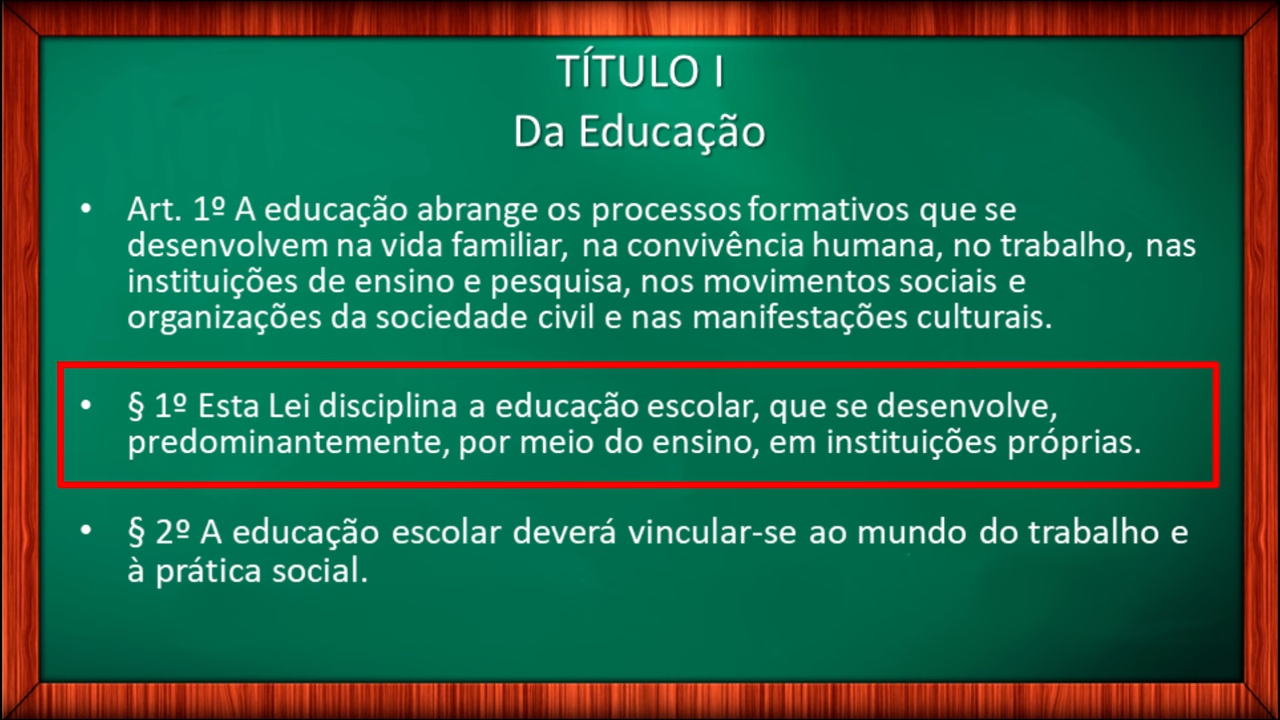 TÍTULO I
Da Educação
• Art. 1º A educação abrange os processos formativos que se
desenvolvem na vida familiar, na convivência humana, no trabalho, nas
instituições de ensino e pesquisa, nos movimentos sociais e
organizações da sociedade civil e nas manifestações culturais.
• § 1º Esta Lei disciplina a educação escolar, que se desenvolve,
predominantemente, por meio do ensino, em instituições próprias.
• § 2º A educação escolar deverá vincular-se ao mundo do trabalho e
à prática social.